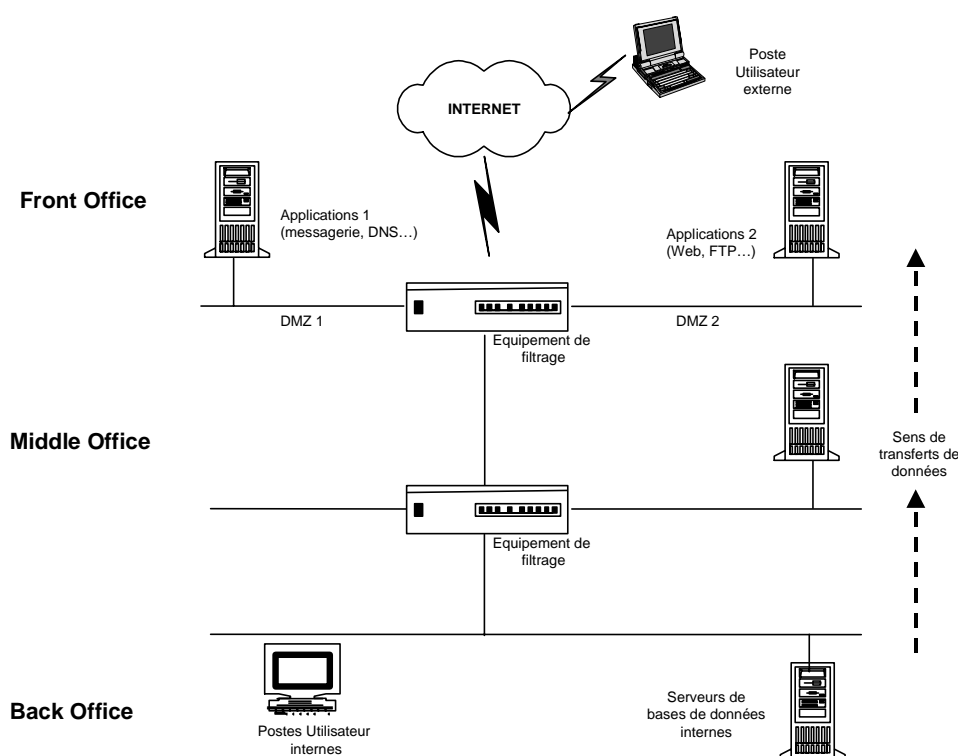 Poste
Utilisateur
externe
INTERNET
Front Office
Applications 1
(messagerie, DNS…)
Applications 2
(Web, FTP…)
DMZ 1
DMZ 2
Equipement de
filtrage
Middle Office
Sens de
transferts de
données
Equipement de
filtrage
Back Office
Postes Utilisateur
internes
Serveurs de
bases de données
internes